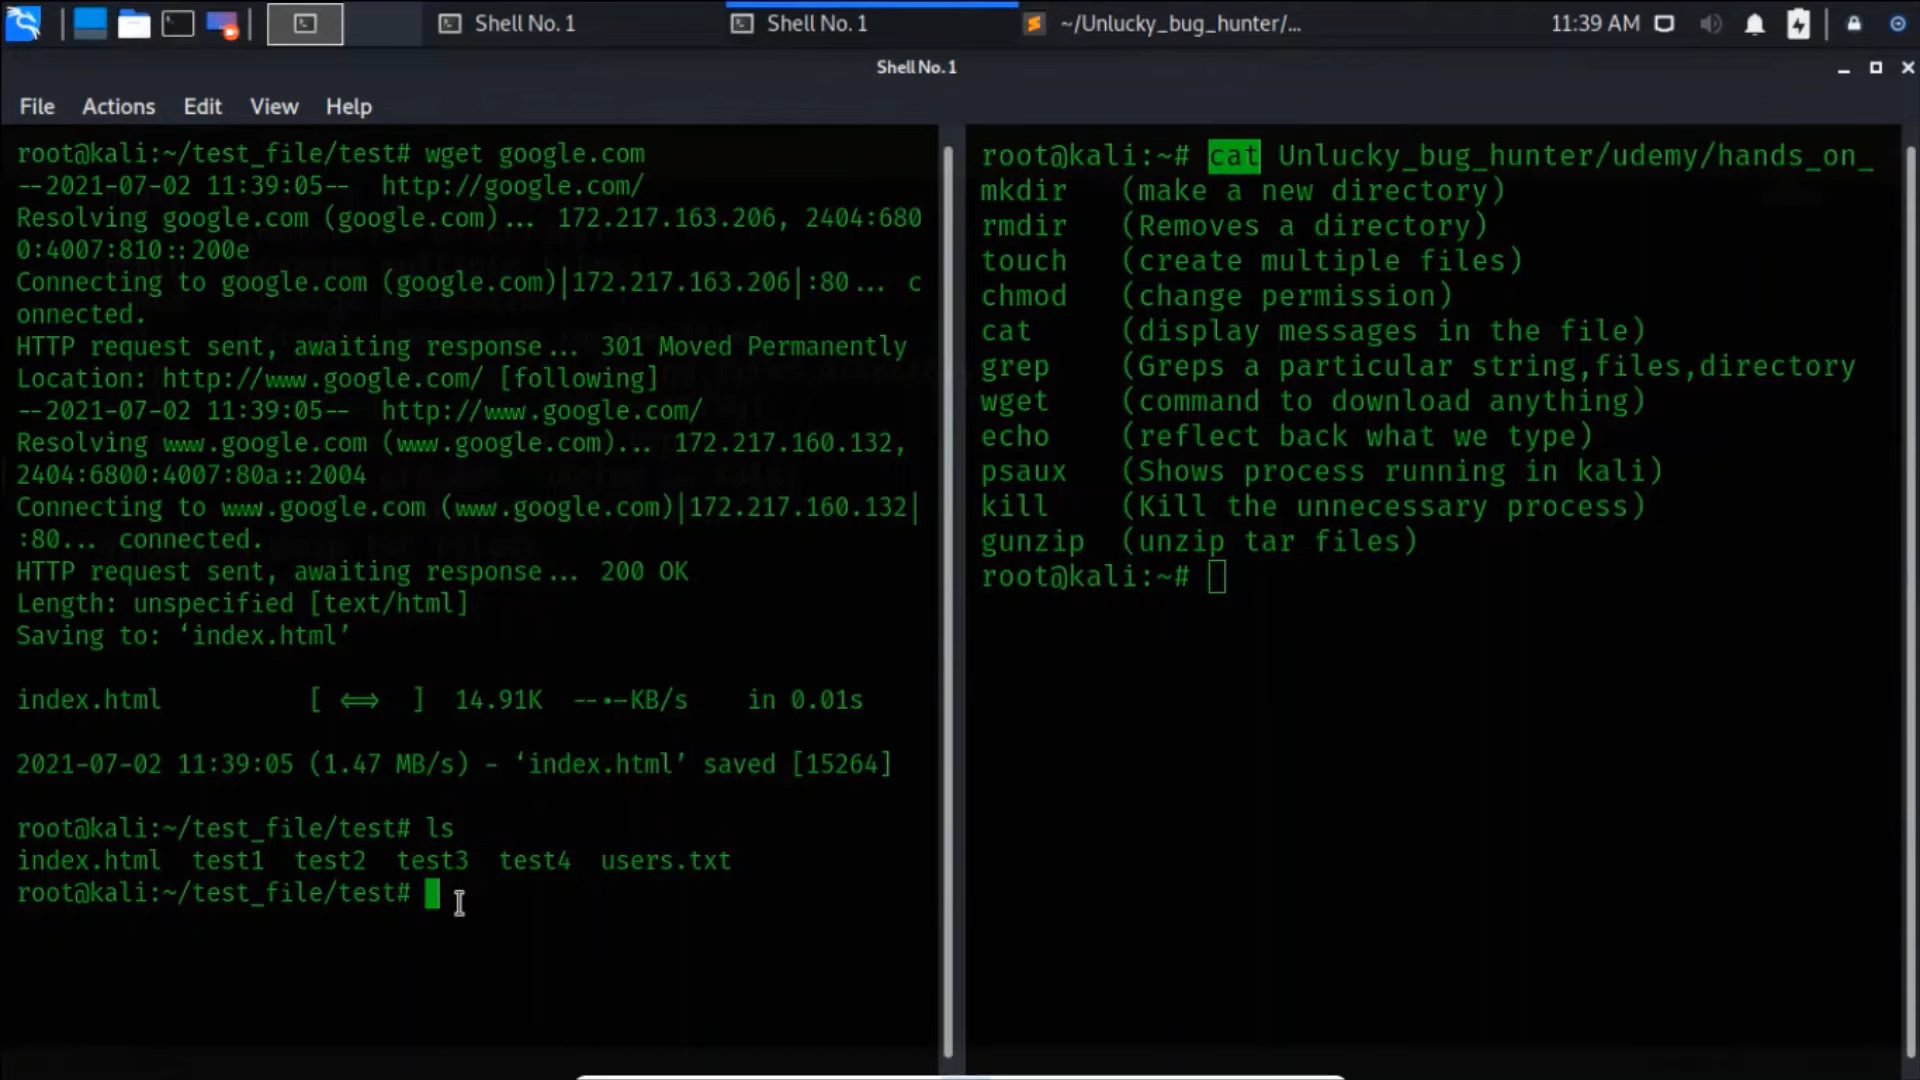 Shell No. 1
Shell No. 1
~/Unlucky_bug_hunter/...
11:39 AM
Shell No. 1
File Actions Edit View Help
root@kali:~/test_file/test# wget google.com
--2021-07-02 11:39:05-- http://google.com/
Resolving google.com (google.com)... 172.217.163.206, 2404:680
0:4007:810::200e
Connecting to google.com (google.com)|172.217.163.206|:80... c
onnected.
HTTP request sent, awaiting response... 301 Moved Permanently
Location: http://www.google.com/ [following]
--2021-07-02 11:39:05-- http://www.google.com/
Resolving www.google.com (www.google.com)... 172.217.160.132,
2404:6800:4007:80a::2004
Connecting to www.google.com (www.google.com)|172.217.160.132|
:80... connected.
HTTP request sent, awaiting response... 200 OK
Length: unspecified [text/html]
Saving to: ‘index.html’
index.html [ <=> ] 14.91K --.-KB/s in 0.01s
2021-07-02 11:39:05 (1.47 MB/s) - ‘index.html’ saved [15264]
root@kali:~/test_file/test# ls
index.html test1 test2 test3 test4 users.txt
root@kali:~/test_file/test#
root@kali:~# cat Unlucky_bug_hunter/udemy/hands_on_
mkdir (make a new directory)
rmdir (Removes a directory)
touch (create multiple files)
chmod (change permission)
cat (display messages in the file)
grep (Greps a particular string,files,directory
wget (command to download anything)
echo (reflect back what we type)
psaux (Shows process running in kali)
kill (Kill the unnecessary process)
gunzip (unzip tar files)
root@kali:~#